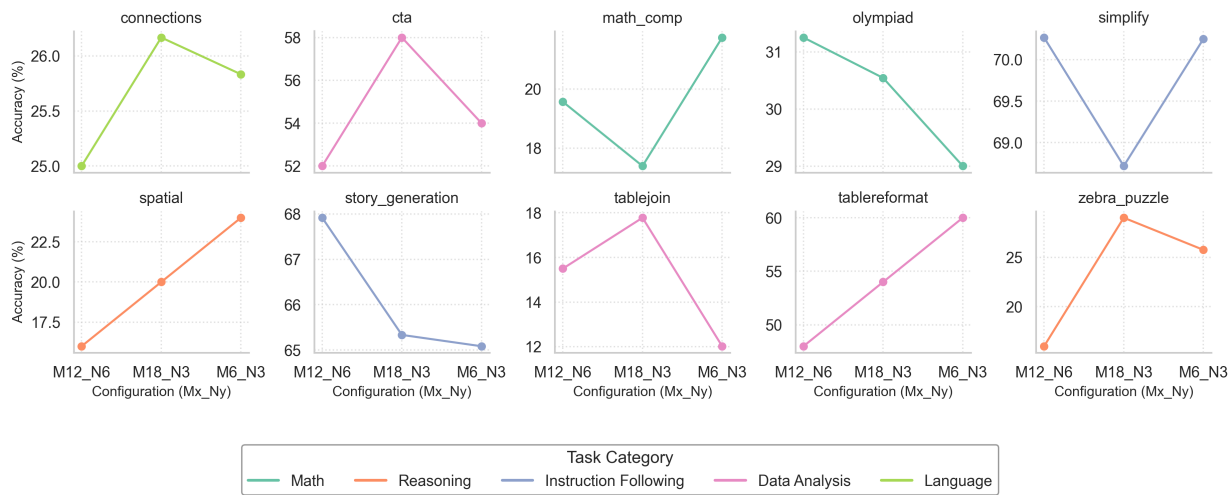 connections
cta
math_comp
olympiad
simplify
Accuracy (%)
26.0
25.5
25.0
58
56
54
52
20
18
31
30
29
70.0
69.5
69.0
spatial
story_generation
tablejoin
tablereformat
zebra_puzzle
Accuracy (%)
22.5
20.0
17.5
68
67
66
65
18
16
14
12
60
55
50
25
20
M12_N6 M18_N3 M6_N3
M12_N6 M18_N3 M6_N3
M12_N6 M18_N3 M6_N3
M12_N6 M18_N3 M6_N3
M12_N6 M18_N3 M6_N3
Configuration (Mx_Ny)
Configuration (Mx_Ny)
Configuration (Mx_Ny)
Configuration (Mx_Ny)
Configuration (Mx_Ny)
Task Category
Math Reasoning Instruction Following Data Analysis Language